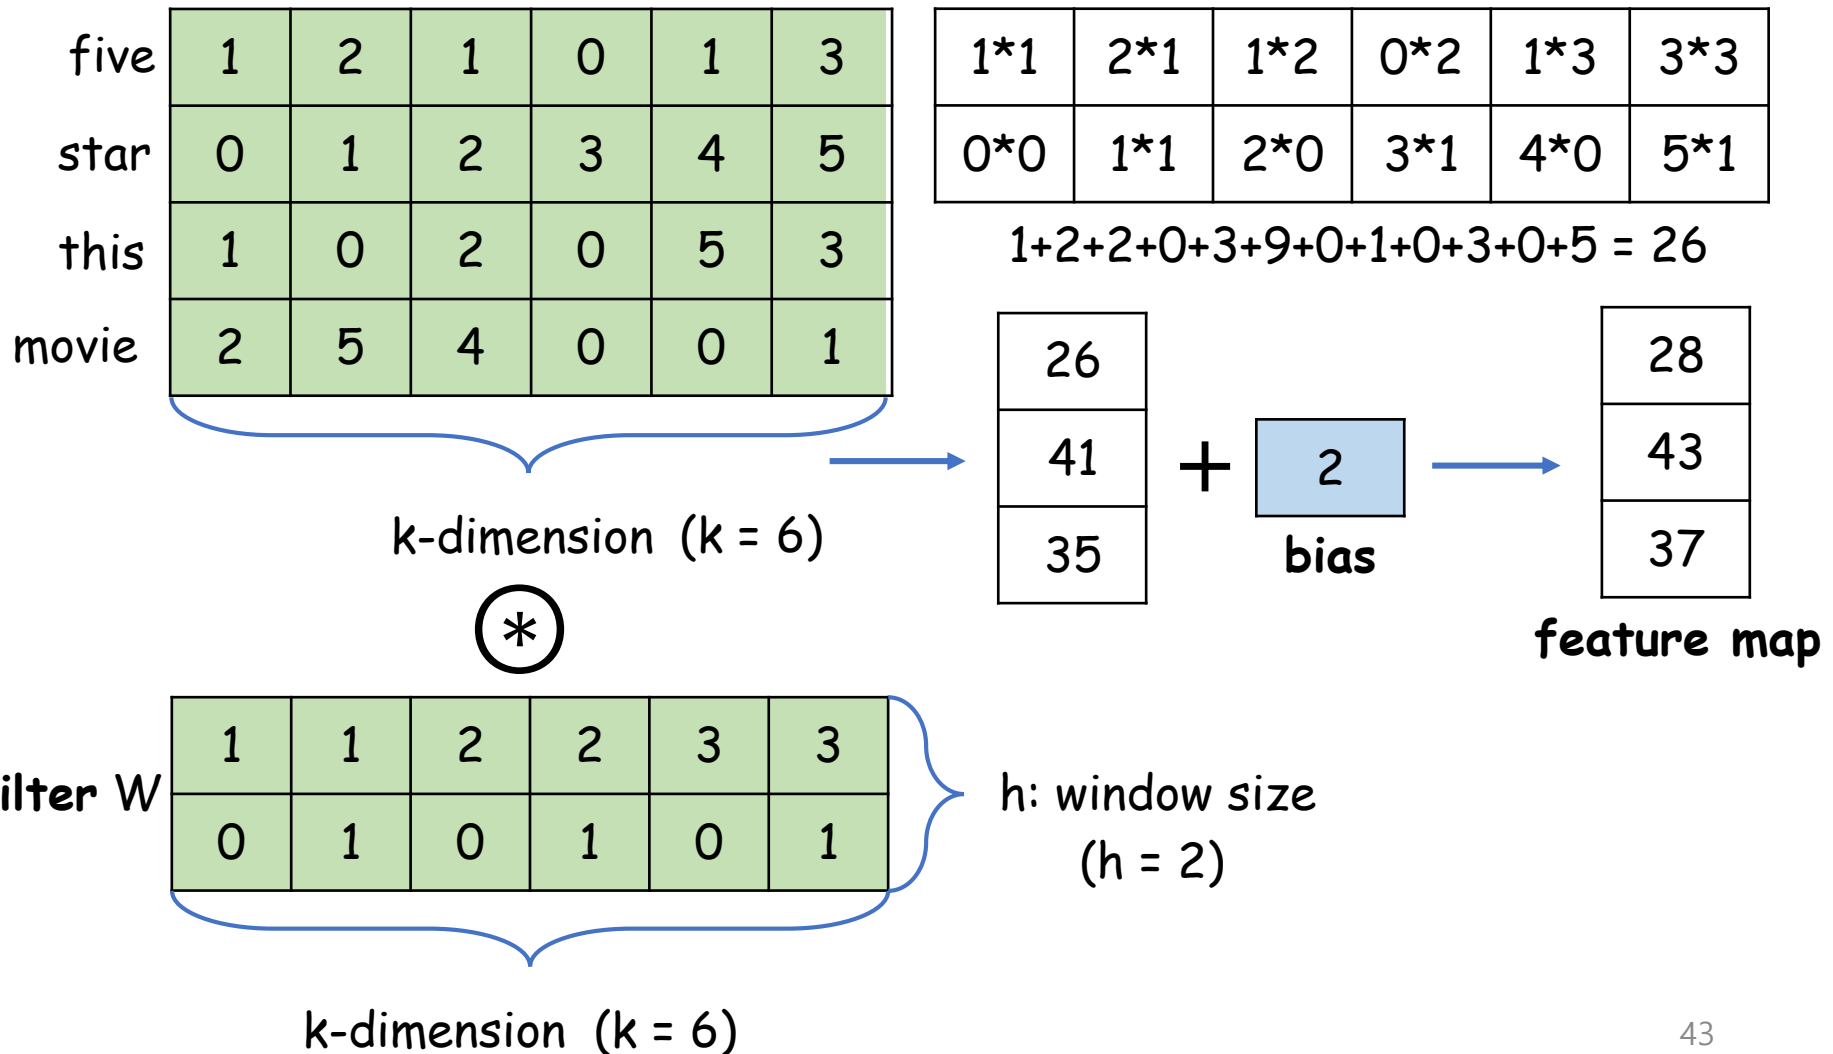 five 1 2 1 0 1 3
star 0 1 2 3 4 5
this 1 0 2 0 5 3
movie 2 5 4 0 0 1
k-dimension (k = 6)
*
ilter W
1 1 2 2 3 3
0 1 0 1 0 1
h: window size
(h = 2)
k-dimension (k = 6)
1*1 2*1 1*2 0*2 1*3 3*3
0*0 1*1 2*0 3*1 4*0 5*1
1+2+2+0+3+9+0+1+0+3+0+5 = 26
26
41
35
+
2
bias
28
43
37
feature map
43